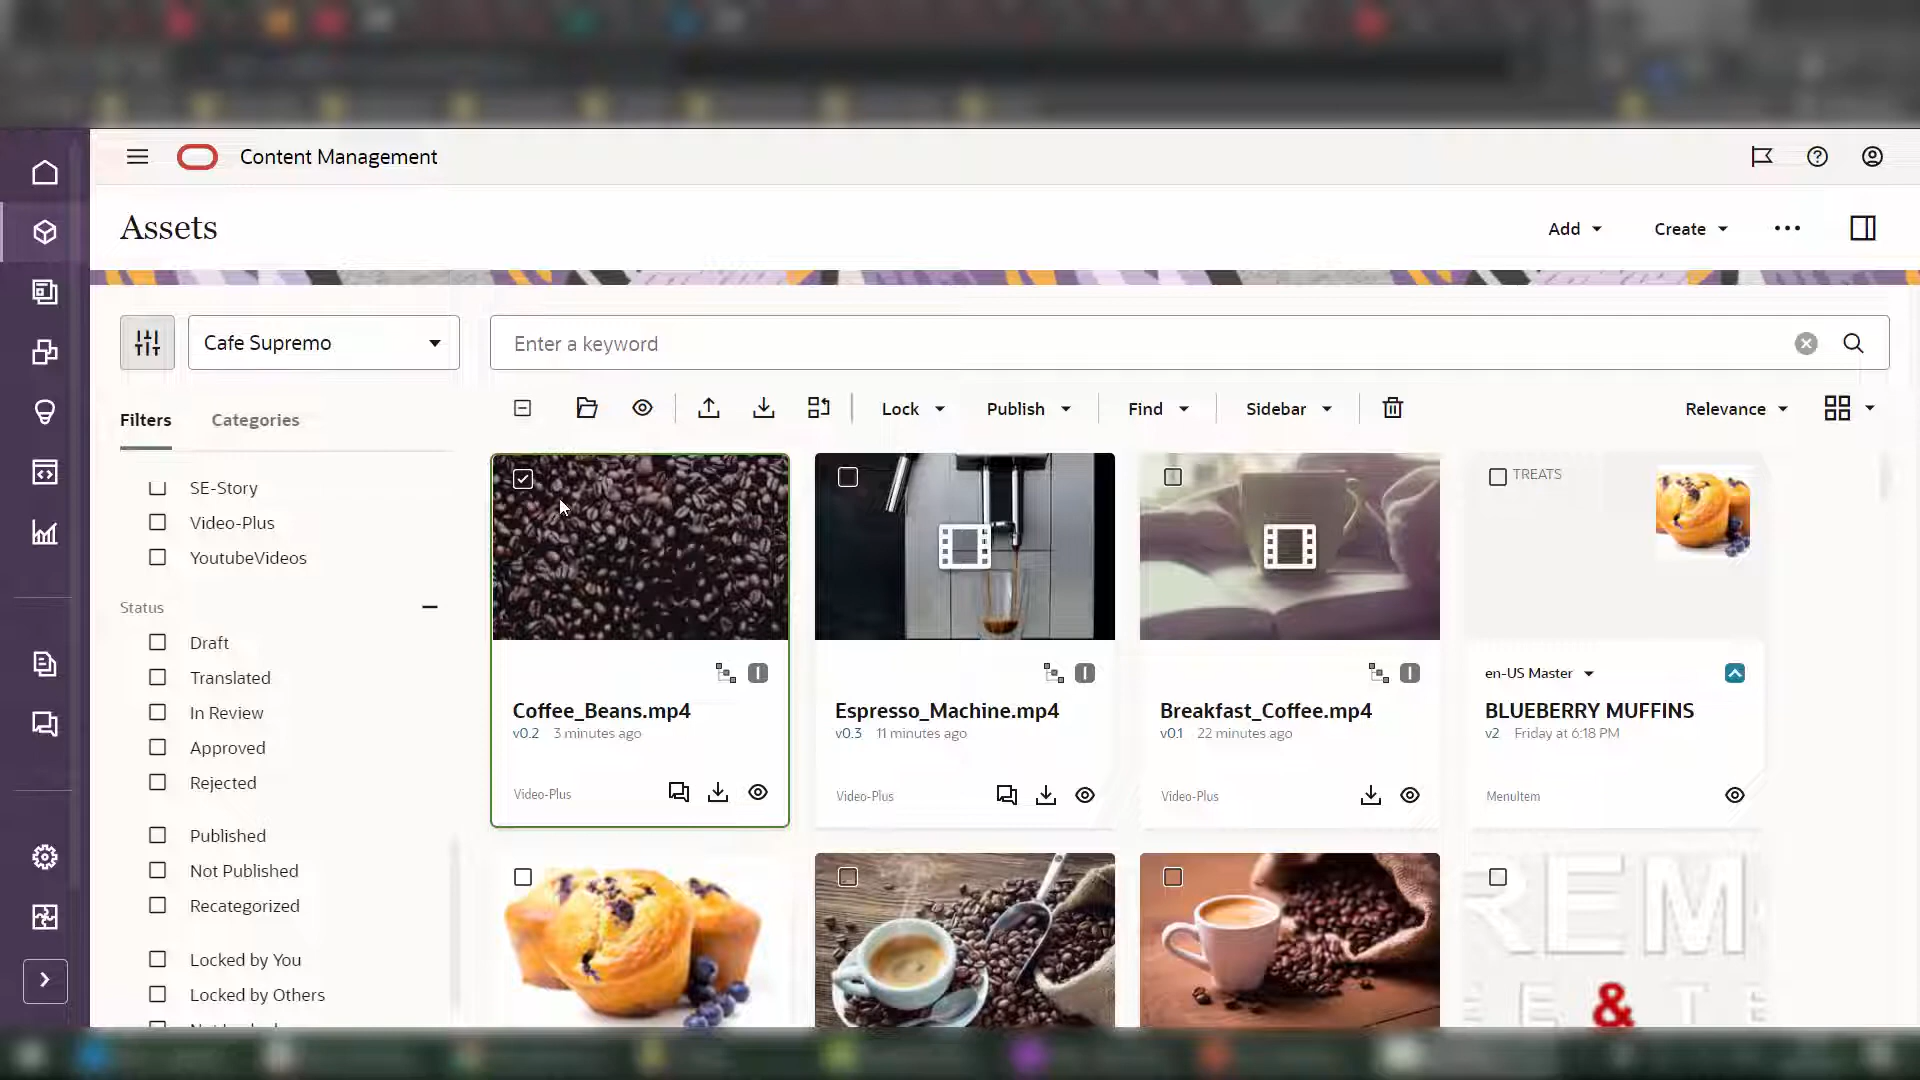 Content Management
Assets
Add
Create
Cafe Supremo
Enter a keyword
Filters
Categories
Lock
Publish
Find
Sidebar
Relevance
SE-Story
Video-Plus
YoutubeVideos
Status
Draft
Translated
In Review
Approved
Rejected
Published
Not Published
Recategorized
Locked by You
Locked by Others
Coffee_Beans.mp4
v0.2 3 minutes ago
Video-Plus
Espresso_Machine.mp4
v0.3 11 minutes ago
Video-Plus
Breakfast_Coffee.mp4
v0.1 22 minutes ago
Video-Plus
TREATS
en-US Master
BLUEBERRY MUFFINS
v2 Friday at 6:18 PM
MenuItem
REM
E & T E